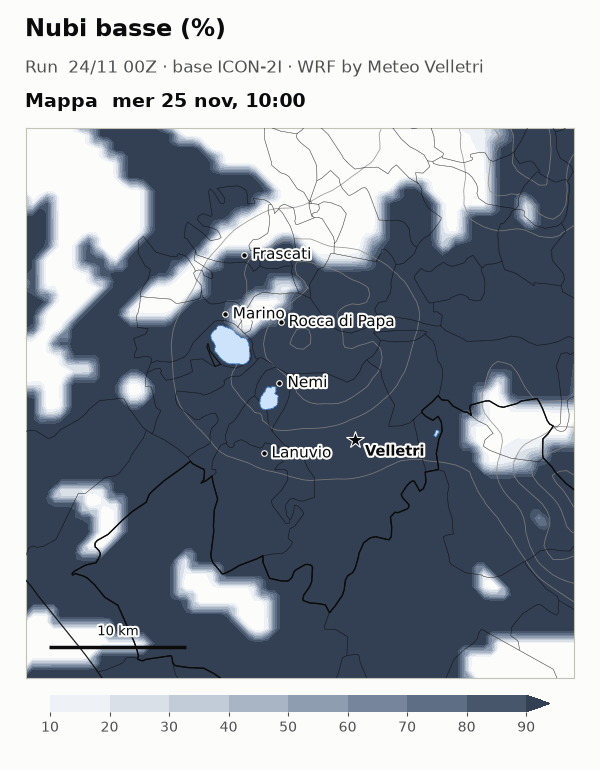 Nubi basse (%)
Run  24/11 00Z · base ICON-2I · WRF by Meteo Velletri
Mappa  mer 25 nov, 10:00
Frascati
Marino
Rocca di Papa
Nemi
Velletri
Lanuvio
10 km
10 20 30 40 50 60 70 80 90